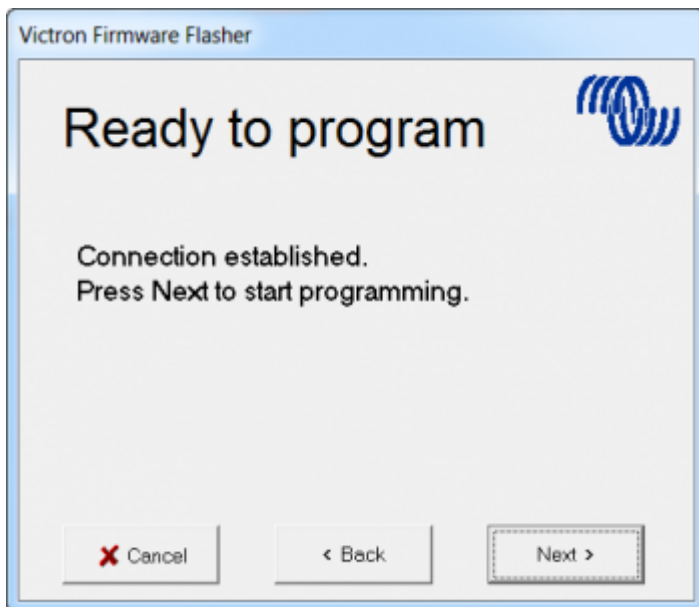 Victron Firmware Flasher
Ready to program
Connection established.
Press Next to start programming.
Cancel
< Back
Next >